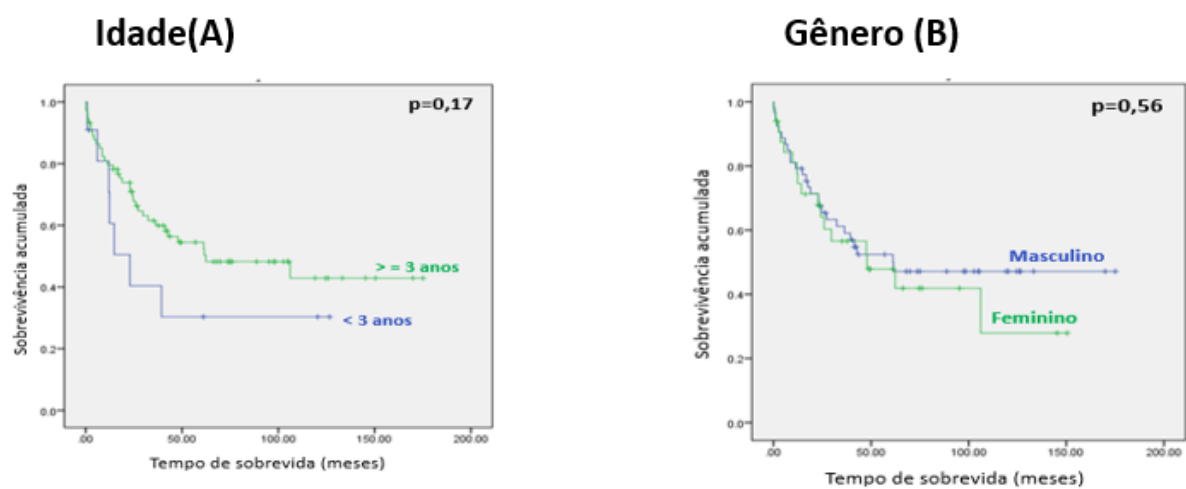 Idade(A)
p=0,17
1.0
0.8
0.6
0.4
0.2
0.0
Sobrevivência acumulada
> = 3 anos
< 3 anos
.00 50.00 100.00 150.00 200.00
Tempo de sobrevida (meses)
Gênero (B)
p=0,56
1.0
0.8
0.6
0.4
0.2
0.0
Sobrevivência acumulada
Masculino
Feminino
.00 50.00 100.00 150.00 200.00
Tempo de sobrevida (meses)